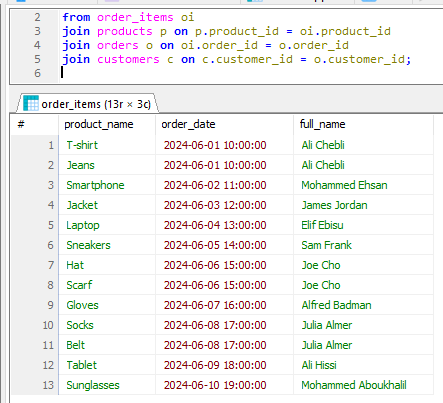 2 from order_items oi
3 join products p on p.product_id = oi.product_id
4 join orders o on oi.order_id = o.order_id
5 join customers c on c.customer_id = o.customer_id;
6
order_items (13r × 3c)
# product_name order_date full_name
1 T-shirt 2024-06-01 10:00:00 Ali Chebli
2 Jeans 2024-06-01 10:00:00 Ali Chebli
3 Smartphone 2024-06-02 11:00:00 Mohammed Ehsan
4 Jacket 2024-06-03 12:00:00 James Jordan
5 Laptop 2024-06-04 13:00:00 Elif Ebisu
6 Sneakers 2024-06-05 14:00:00 Sam Frank
7 Hat 2024-06-06 15:00:00 Joe Cho
8 Scarf 2024-06-06 15:00:00 Joe Cho
9 Gloves 2024-06-07 16:00:00 Alfred Badman
10 Socks 2024-06-08 17:00:00 Julia Almer
11 Belt 2024-06-08 17:00:00 Julia Almer
12 Tablet 2024-06-09 18:00:00 Ali Hissi
13 Sunglasses 2024-06-10 19:00:00 Mohammed Aboukhalil